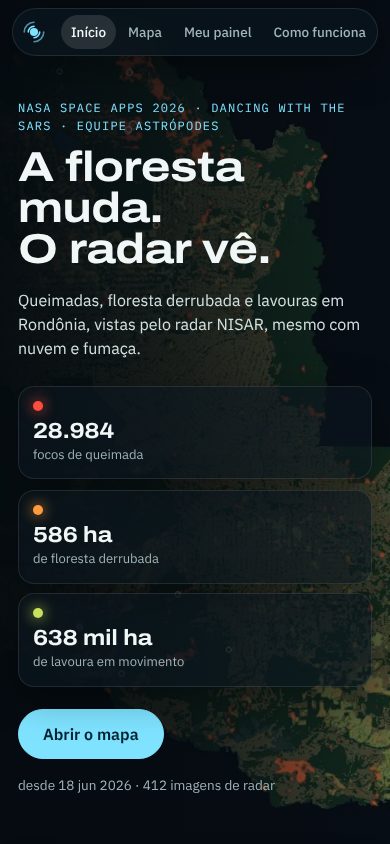 Início Mapa Meu painel Como funciona
NASA SPACE APPS 2026 · DANCING WITH THE
SARS · EQUIPE ASTRÓPODES
A floresta
muda.
O radar vê.
Queimadas, floresta derrubada e lavouras em
Rondônia, vistas pelo radar NISAR, mesmo com
nuvem e fumaça.
28.984
focos de queimada
586 ha
de floresta derrubada
638 mil ha
de lavoura em movimento
Abrir o mapa
desde 18 jun 2026 · 412 imagens de radar